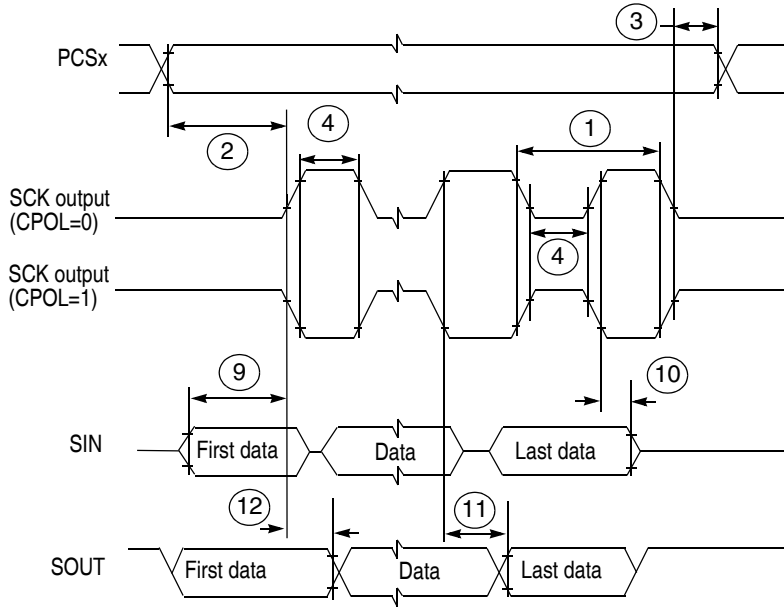 3
PCSx
2
4
1
SCK output
(CPOL=0)
4
SCK output
(CPOL=1)
9
10
SIN
First data
Data
Last data
12
11
SOUT
First data
Data
Last data